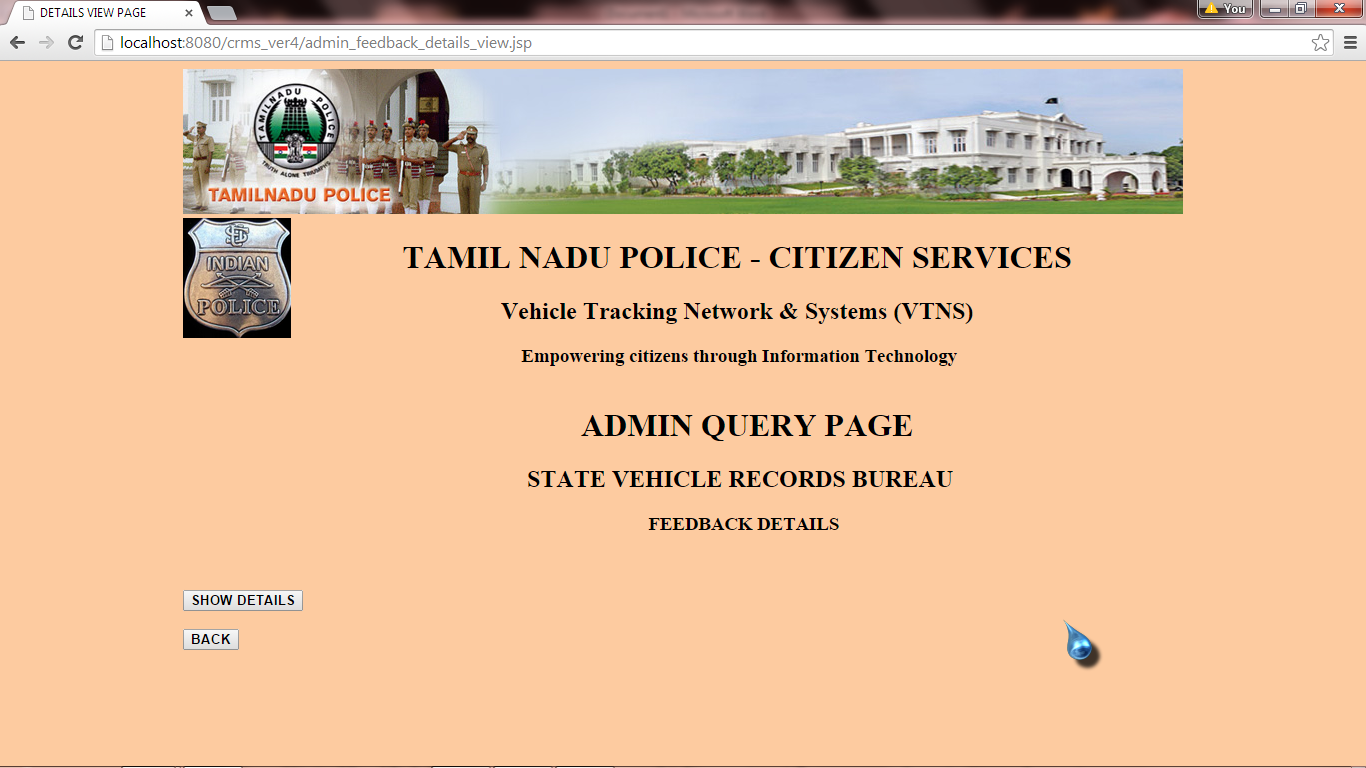 DETAILS VIEW PAGE
You
localhost:8080/crms_ver4/admin_feedback_details_view.jsp
TAMILNADU POLICE
TRUTH ALONE TRIUMPHS
TAMILNADU POLICE
INDIAN
POLICE
TAMIL NADU POLICE - CITIZEN SERVICES
Vehicle Tracking Network & Systems (VTNS)
Empowering citizens through Information Technology
ADMIN QUERY PAGE
STATE VEHICLE RECORDS BUREAU
FEEDBACK DETAILS
SHOW DETAILS
BACK